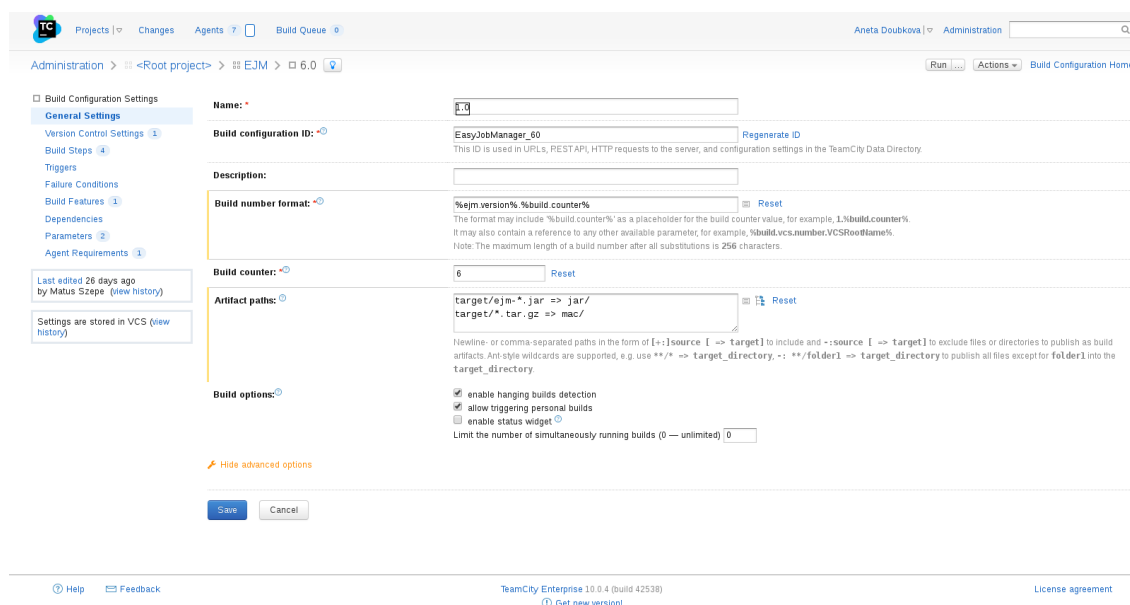 TC
Projects
Changes
Agents 7
Build Queue 0
Aneta Doubkova
Administration
Administration > <Root project> > EJM > 6.0
Run ...
Actions
Build Configuration Home
Build Configuration Settings
General Settings
Version Control Settings 1
Build Steps 4
Triggers
Failure Conditions
Build Features 1
Dependencies
Parameters 2
Agent Requirements 1
Last edited 26 days ago
by Matus Szepe (view history)
Settings are stored in VCS (view
history)
Name: *
1.0
Build configuration ID: *
EasyJobManager_60
Regenerate ID
This ID is used in URLs, REST API, HTTP requests to the server, and configuration settings in the TeamCity Data Directory.
Description:
Build number format: *
%ejm.version%.%build.counter%
Reset
The format may include '%build.counter%' as a placeholder for the build counter value, for example, 1.%build.counter%.
It may also contain a reference to any other available parameter, for example, %build.vcs.number.VCSRootName%.
Note: The maximum length of a build number after all substitutions is 256 characters.
Build counter: *
6
Reset
Artifact paths:
target/ejm-*.jar => jar/
target/*.tar.gz => mac/
Reset
Newline- or comma-separated paths in the form of [+:]source [ => target] to include and -:source [ => target] to exclude files or directories to publish as build
artifacts. Ant-style wildcards are supported, e.g. use **/* => target_directory, -: **/folder1 => target_directory to publish all files except for folder1 into the
target_directory.
Build options:
enable hanging builds detection
allow triggering personal builds
enable status widget
Limit the number of simultaneously running builds (0 — unlimited) 0
Hide advanced options
Save
Cancel
Help
Feedback
TeamCity Enterprise 10.0.4 (build 42538)
Get new version!
License agreement